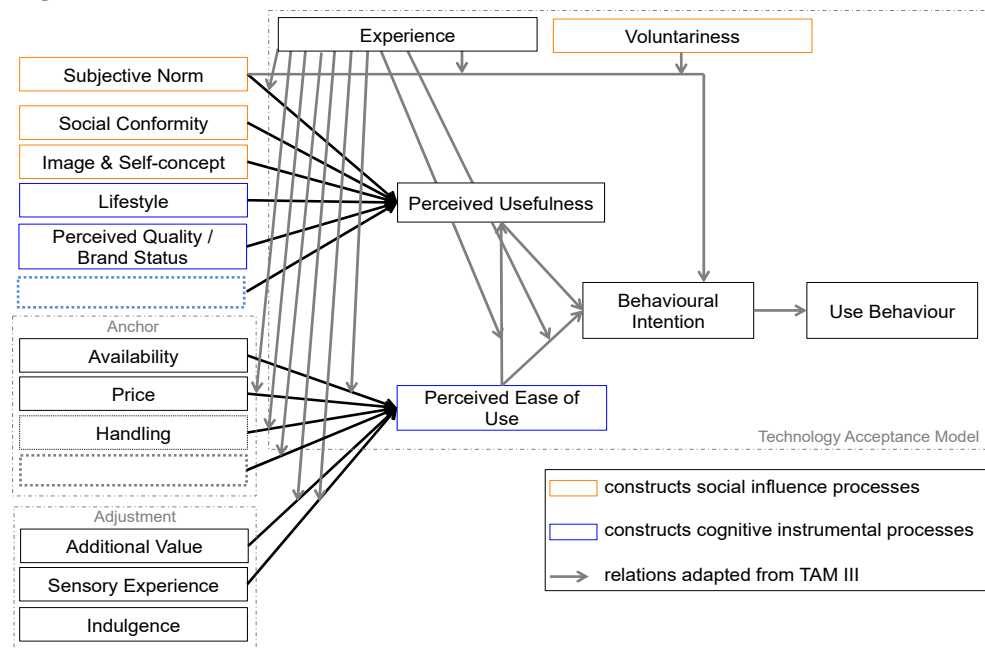 Experience
Voluntariness
Subjective Norm
Social Conformity
Image & Self-concept
Lifestyle
Perceived Usefulness
Perceived Quality /
Brand Status
Behavioural
Intention
Use Behaviour
Anchor
Availability
Price
Perceived Ease of
Use
Handling
Technology Acceptance Model
constructs social influence processes
Adjustment
Additional Value
constructs cognitive instrumental processes
Sensory Experience
relations adapted from TAM III
Indulgence